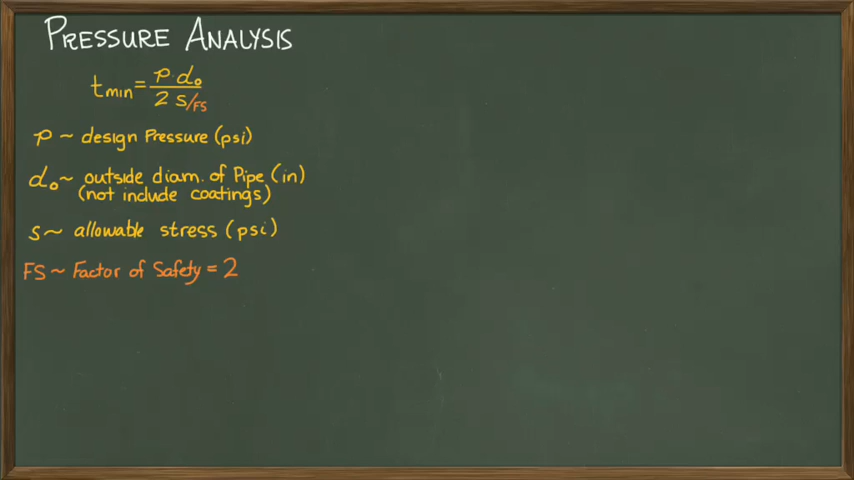 PRESSURE ANALYSIS
tmin = p·do / 2 s/FS
p ~ design Pressure (psi)
do ~ outside diam. of Pipe (in)
(not include coatings)
s ~ allowable stress (psi)
FS ~ Factor of Safety = 2